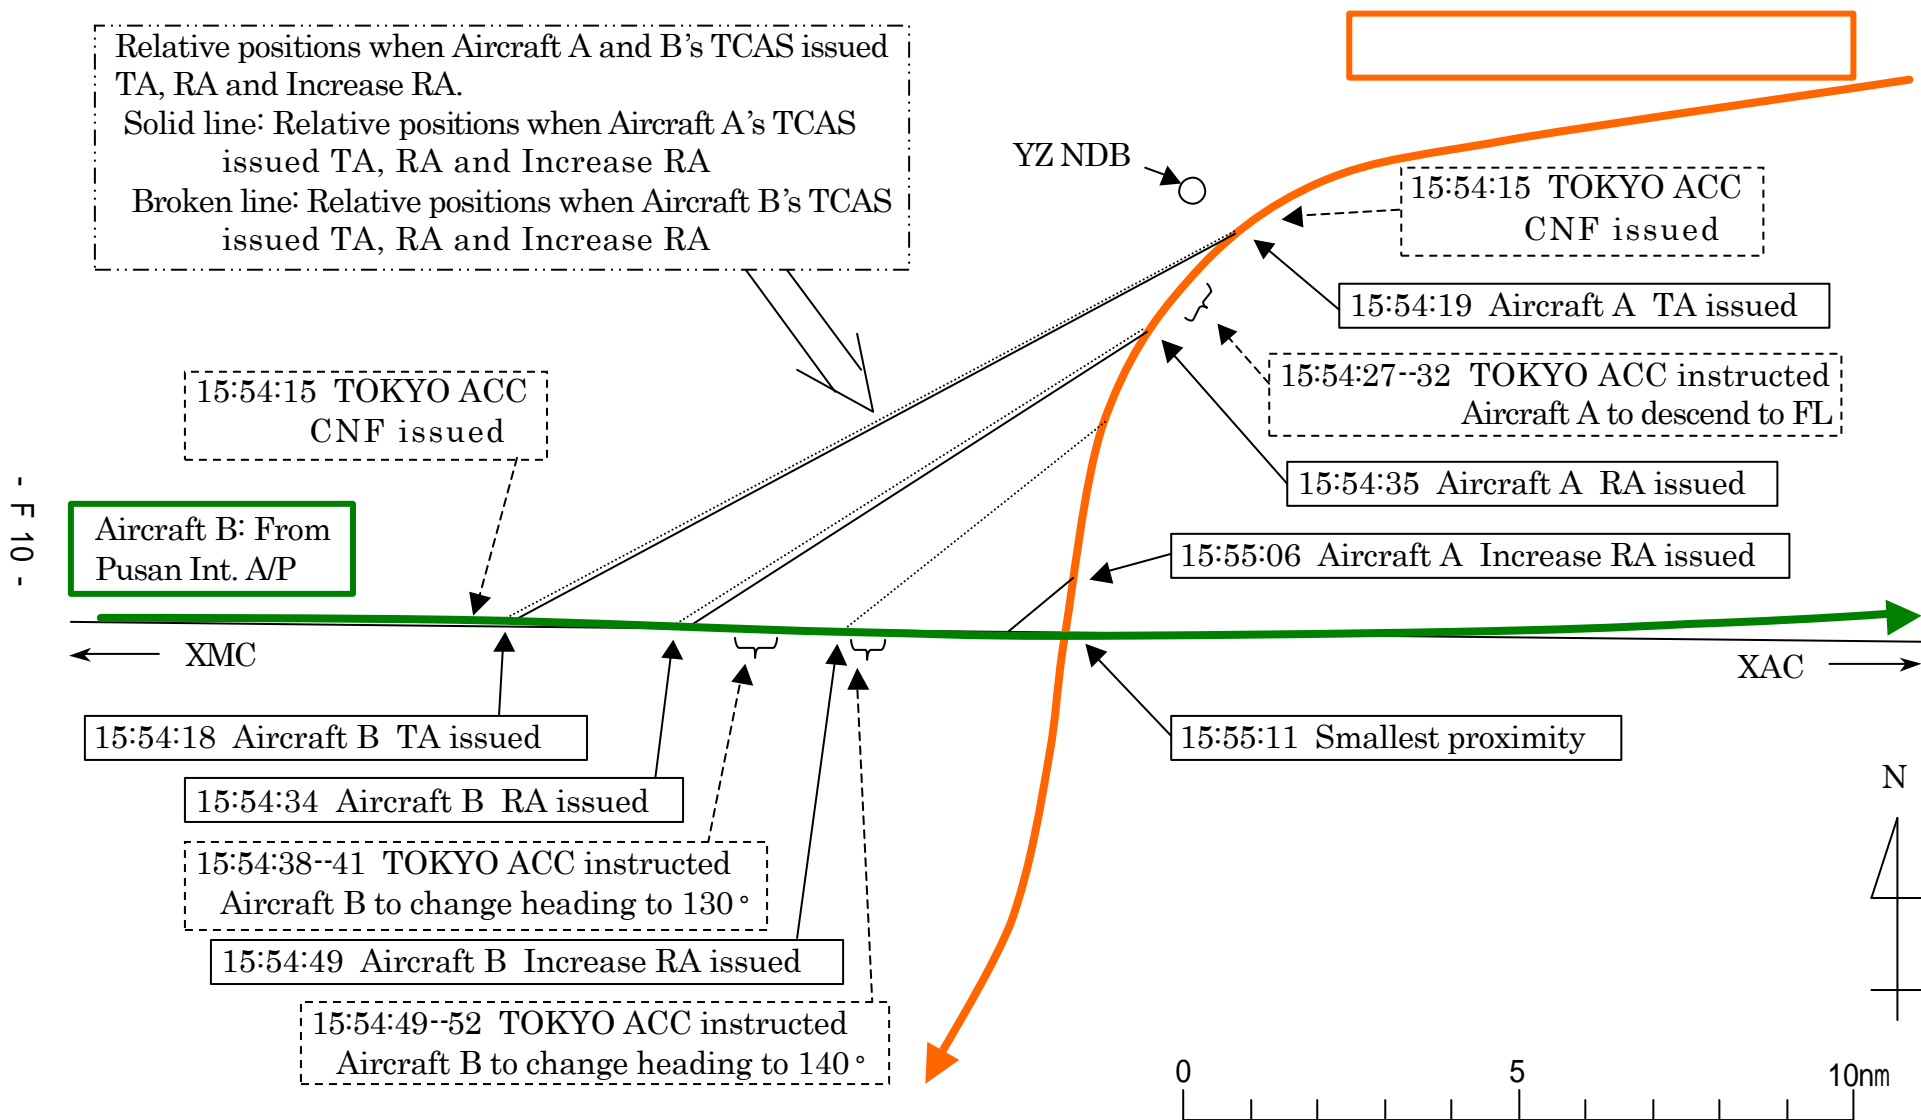 Relative positions when Aircraft A and B’s TCAS issued
TA, RA and Increase RA.
Solid line: Relative positions when Aircraft A’s TCAS
issued TA, RA and Increase RA
Broken line: Relative positions when Aircraft B’s TCAS
issued TA, RA and Increase RA
YZ NDB
15:54:15 TOKYO ACC
CNF issued
15:54:19 Aircraft A TA issued
15:54:27--32 TOKYO ACC instructed
Aircraft A to descend to FL
15:54:35 Aircraft A RA issued
15:54:15 TOKYO ACC
CNF issued
- F 10 -
Aircraft B: From
Pusan Int. A/P
15:55:06 Aircraft A Increase RA issued
XMC
XAC
15:54:18 Aircraft B TA issued
15:55:11 Smallest proximity
15:54:34 Aircraft B RA issued
N
15:54:38--41 TOKYO ACC instructed
Aircraft B to change heading to 130°
15:54:49 Aircraft B Increase RA issued
15:54:49--52 TOKYO ACC instructed
Aircraft B to change heading to 140°
0 5 10nm